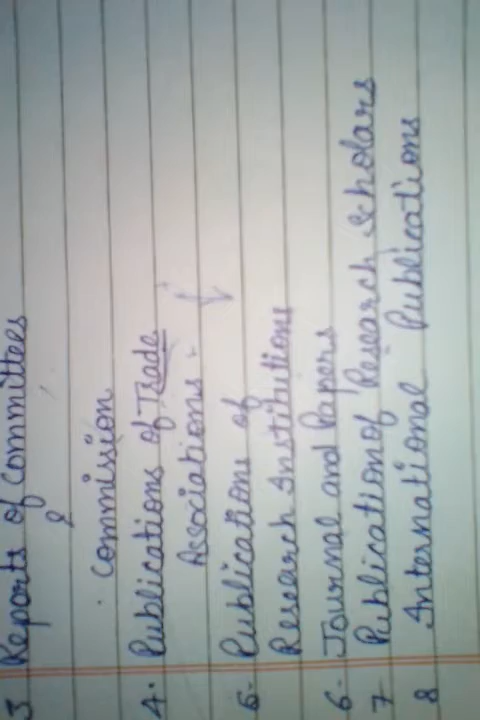 3 Reports of Committees
&
Commission
4. Publications of Trade
Associations.
5. Publications of
Research Institutions
6. Journal and Papers
7 Publication of Research Scholars
8 International Publications